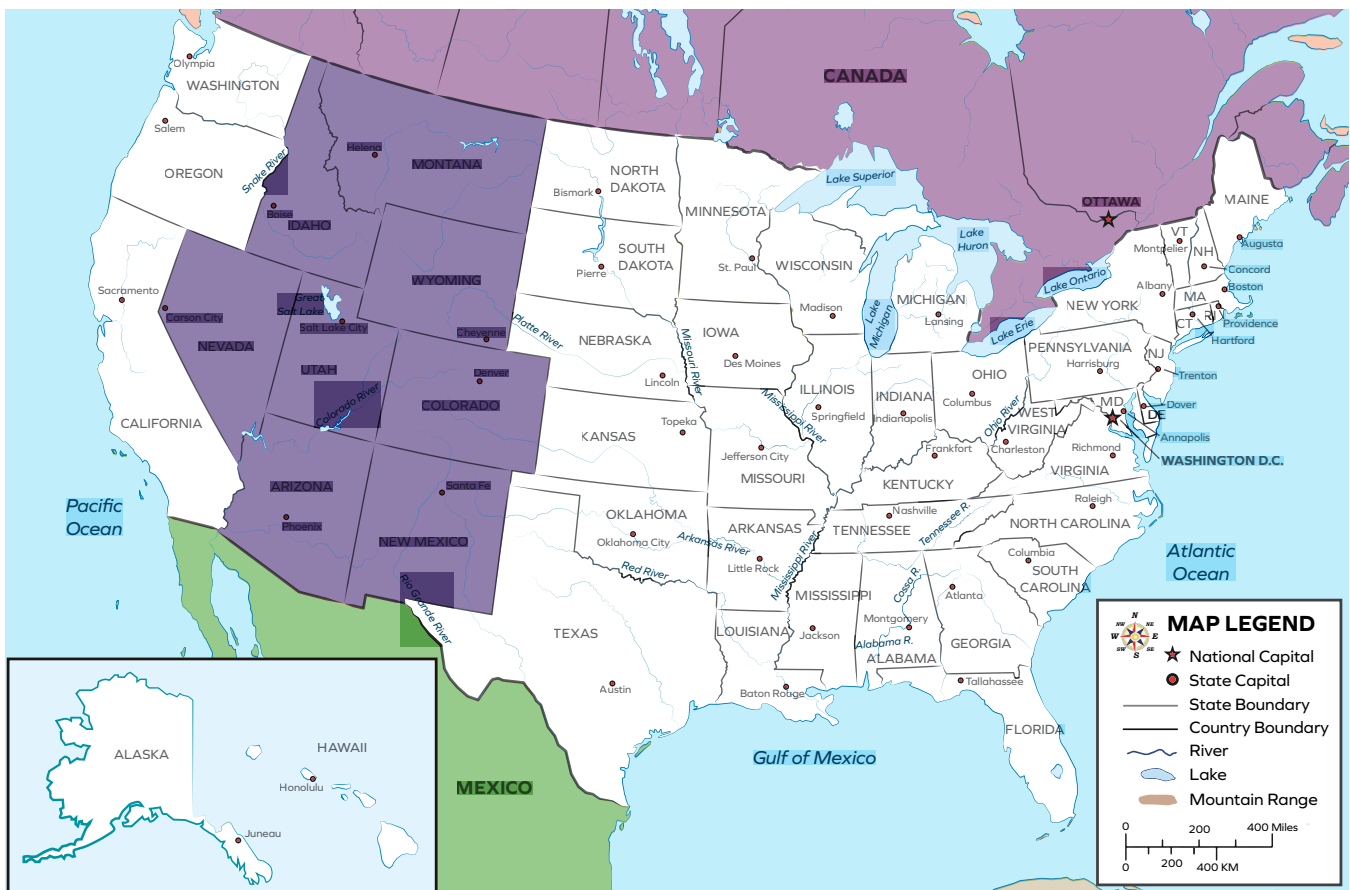 CANADA
Olympia
WASHINGTON
Salem
OREGON
Snake River
Helena
MONTANA
Boise
IDAHO
WYOMING
Cheyenne
Great
Salt Lake
Salt Lake City
Sacramento
Carson City
NEVADA
UTAH
CALIFORNIA
Colorado River
Denver
COLORADO
ARIZONA
Phoenix
Santa Fe
NEW MEXICO
Rio Grande River
NORTH
DAKOTA
Bismark
SOUTH
DAKOTA
Pierre
Platte River
NEBRASKA
Lincoln
Missouri River
KANSAS
Topeka
OKLAHOMA
Oklahoma City
Arkansas River
Red River
TEXAS
Austin
MINNESOTA
St. Paul
IOWA
Des Moines
Mississippi River
Jefferson City
MISSOURI
ARKANSAS
Little Rock
Mississippi River
LOUISIANA
Baton Rouge
WISCONSIN
Madison
Lake Superior
Lake
Michigan
MICHIGAN
Lansing
Lake
Huron
Lake Erie
Lake Ontario
OTTAWA
ILLINOIS
Springfield
INDIANA
Indianapolis
OHIO
Columbus
Ohio River
WEST
VIRGINIA
Charleston
KENTUCKY
Frankfort
TENNESSEE
Nashville
Tennessee R.
MISSISSIPPI
Jackson
Cossa R.
Montgomery
Alabama R.
ALABAMA
Atlanta
GEORGIA
Tallahassee
FLORIDA
Columbia
SOUTH
CAROLINA
Raleigh
NORTH CAROLINA
Richmond
VIRGINIA
PENNSYLVANIA
Harrisburg
NEW YORK
Albany
VT
Montpelier
NH
MAINE
Augusta
Concord
Boston
MA
RI
CT
Providence
Hartford
NJ
Trenton
MD
DE
Dover
Annapolis
WASHINGTON D.C.
Pacific
Ocean
Atlantic
Ocean
Gulf of Mexico
MEXICO
ALASKA
Juneau
HAWAII
Honolulu
MAP LEGEND
N
NW
NE
W
E
SW
SE
S
National Capital
State Capital
State Boundary
Country Boundary
River
Lake
Mountain Range
0 200 400 Miles
0 200 400 KM